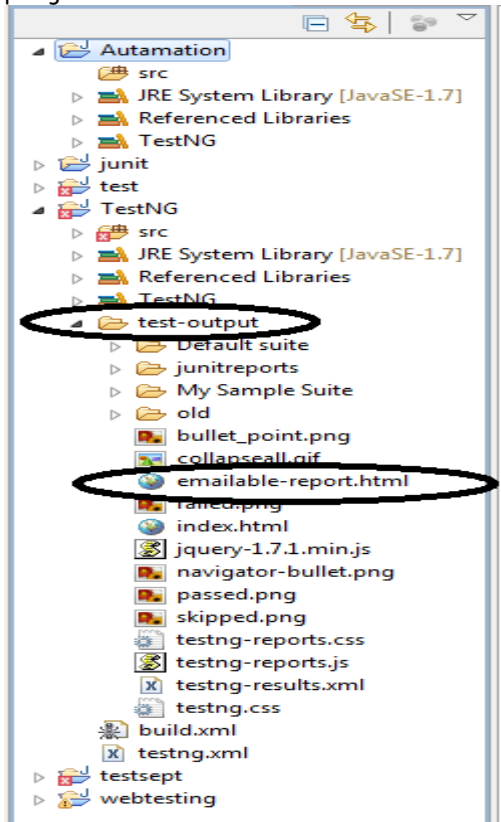 Autamation
src
JRE System Library [JavaSE-1.7]
Referenced Libraries
TestNG
junit
test
TestNG
src
JRE System Library [JavaSE-1.7]
Referenced Libraries
TestNG
test-output
Default suite
junitreports
My Sample Suite
old
bullet_point.png
collapseall.gif
emailable-report.html
failed.png
index.html
jquery-1.7.1.min.js
navigator-bullet.png
passed.png
skipped.png
testng-reports.css
testng-reports.js
testng-results.xml
testng.css
build.xml
testng.xml
testsept
webtesting